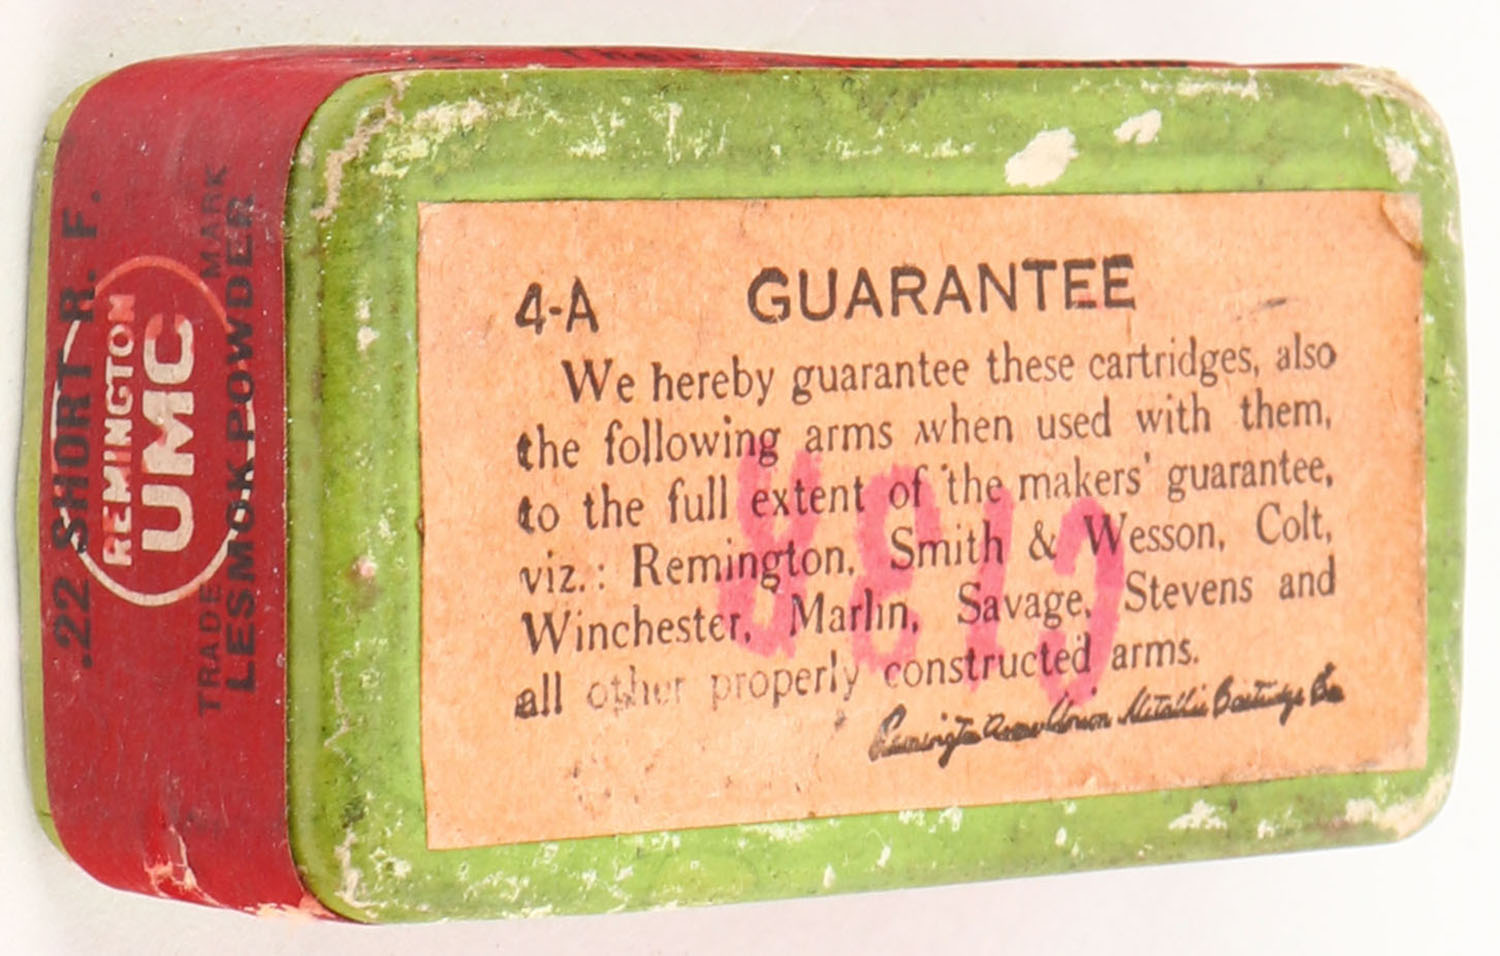 .22 SHORT R. F.
REMINGTON
UMC
TRADE MARK
LESMOK POWDER
4-A GUARANTEE
We hereby guarantee these cartridges, also
the following arms when used with them,
to the full extent of the makers' guarantee,
viz.: Remington, Smith & Wesson, Colt,
Winchester, Marlin, Savage, Stevens and
all other properly constructed arms.
Remington Arms Union Metallic Cartridge Co